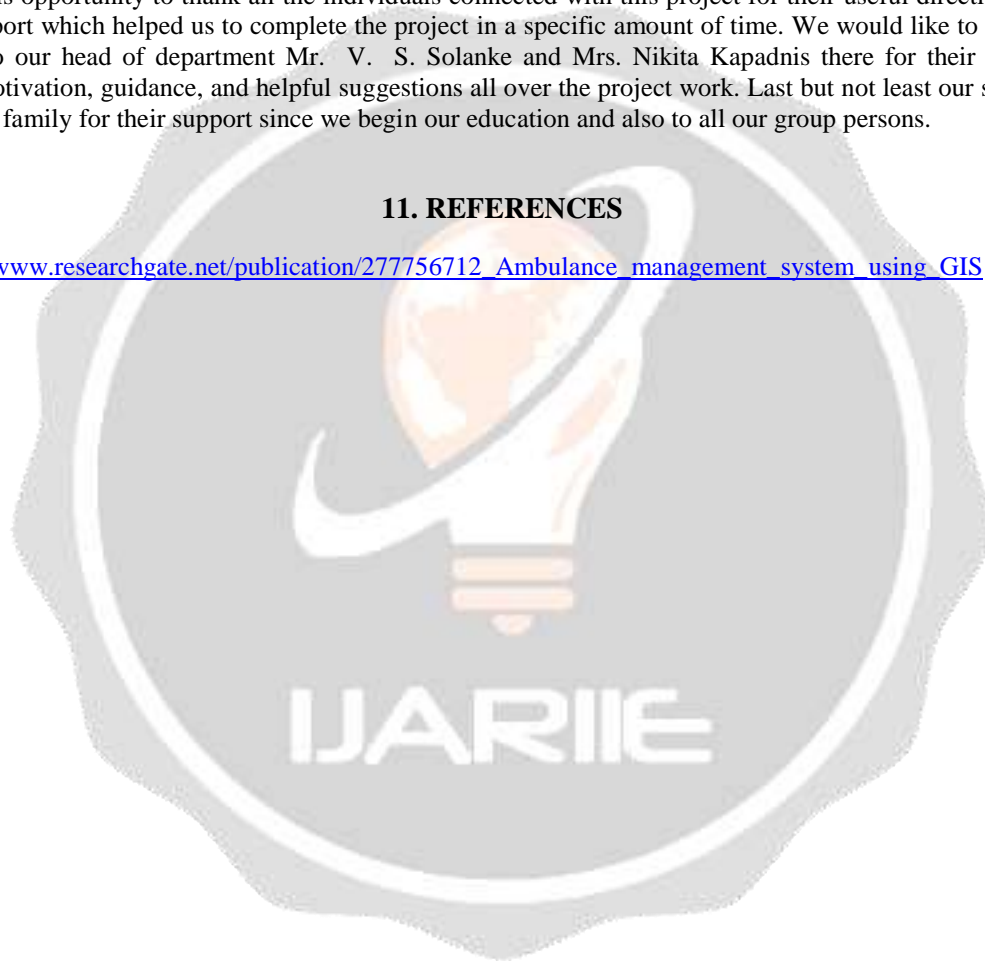 is opportunity to thank all the individuals connected with this project for their useful directi
port which helped us to complete the project in a specific amount of time. We would like to
o our head of department Mr. V. S. Solanke and Mrs. Nikita Kapadnis there for their
otivation, guidance, and helpful suggestions all over the project work. Last but not least our s
family for their support since we begin our education and also to all our group persons.
11. REFERENCES
www.researchgate.net/publication/277756712_Ambulance_management_system_using_GIS
IJARIIE